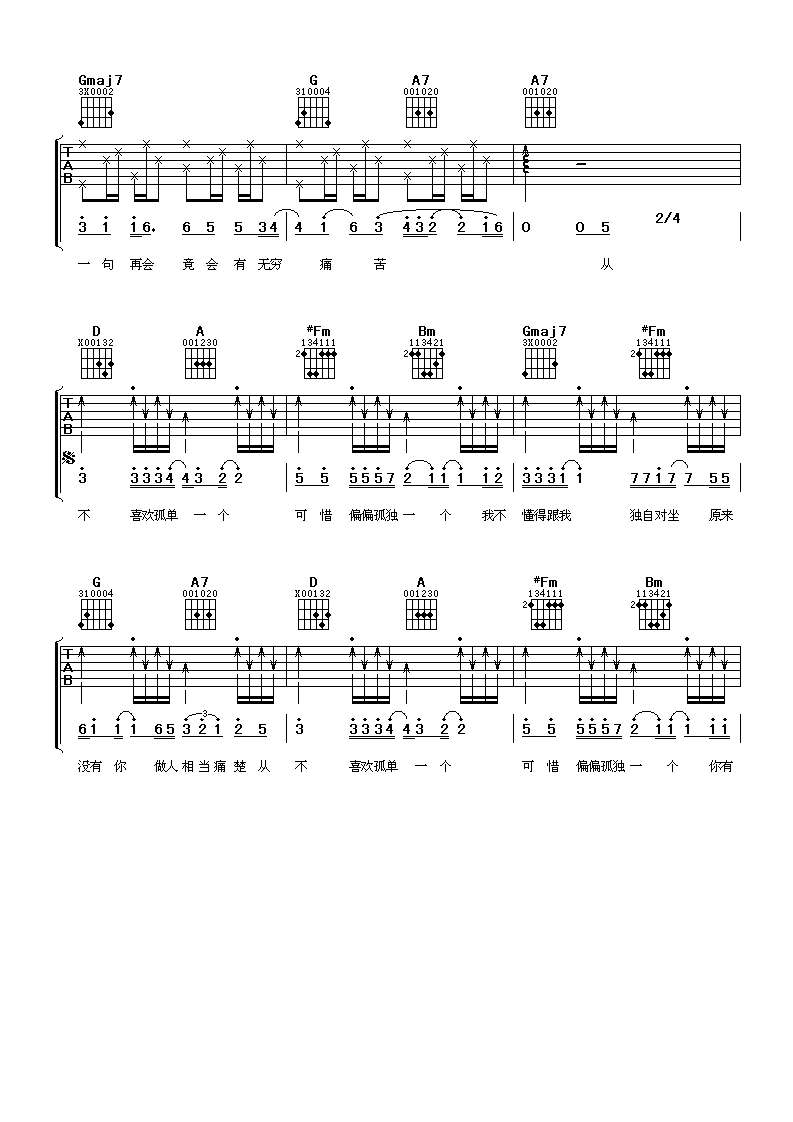 Gmaj7 G A7 A7
3X0002 310004 001020 001020
T
A
B
3 1 1 6. 6 5 5 3 4 4 1 6 3 4 3 2 2 1 6 0 0 5 2/4
一 句 再会 竟 会 有 无穷 痛 苦 从
D A #Fm Bm Gmaj7 #Fm
X00132 001230 134111 113421 3X0002 134111
2 2 2
T
A
B
3 3 3 3 4 4 3 2 2 5 5 5 5 5 7 2 1 1 1 1 2 3 3 3 1 1 7 7 1 7 7 5 5
不 喜欢孤单 一 个 可 惜 偏偏孤独 一 个 我不 懂得跟我 独自对坐 原来
G A7 D A #Fm Bm
310004 001020 X00132 001230 134111 113421
2 2
T
A
B
3
6 1 1 1 6 5 3 2 1 2 5 3 3 3 3 4 4 3 2 2 5 5 5 5 5 7 2 1 1 1 1 1
没有 你 做人 相 当 痛 楚 从 不 喜欢孤单 一 个 可 惜 偏偏孤独 一 个 你有